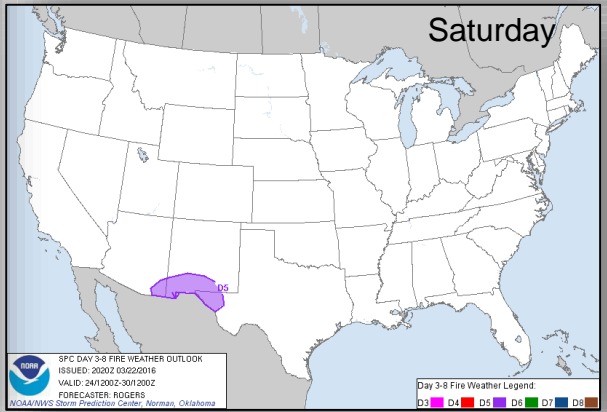 Saturday
D5
NOAA
SPC DAY 3-8 FIRE WEATHER OUTLOOK
ISSUED: 2020Z 03/22/2016
VALID: 24/1200Z-30/1200Z
FORECASTER: ROGERS
NOAA/NWS Storm Prediction Center, Norman, Oklahoma
Day 3-8 Fire Weather Legend:
D3 D4 D5 D6 D7 D8